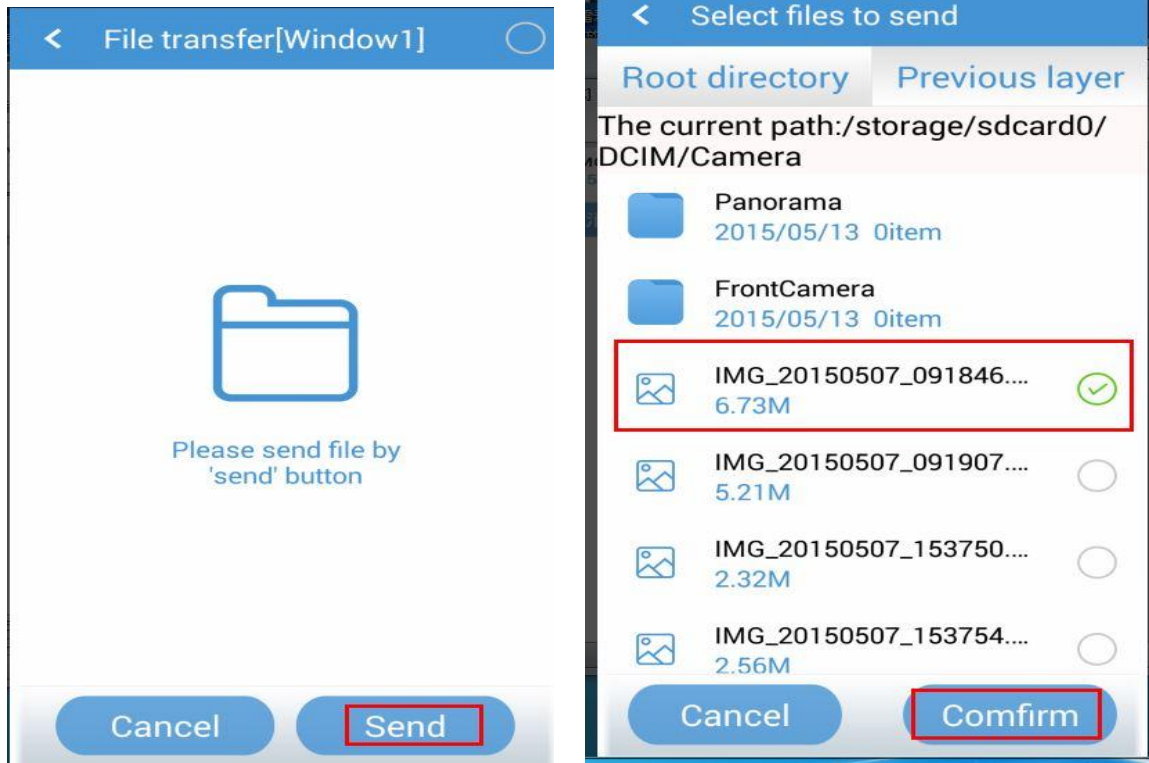 File transfer[Window1]
Please send file by
'send' button
Cancel
Send
Select files to send
Root directory
Previous layer
The current path:/storage/sdcard0/
DCIM/Camera
Panorama
2015/05/13 0item
FrontCamera
2015/05/13 0item
IMG_20150507_091846....
6.73M
IMG_20150507_091907....
5.21M
IMG_20150507_153750....
2.32M
IMG_20150507_153754....
2.56M
Cancel
Comfirm